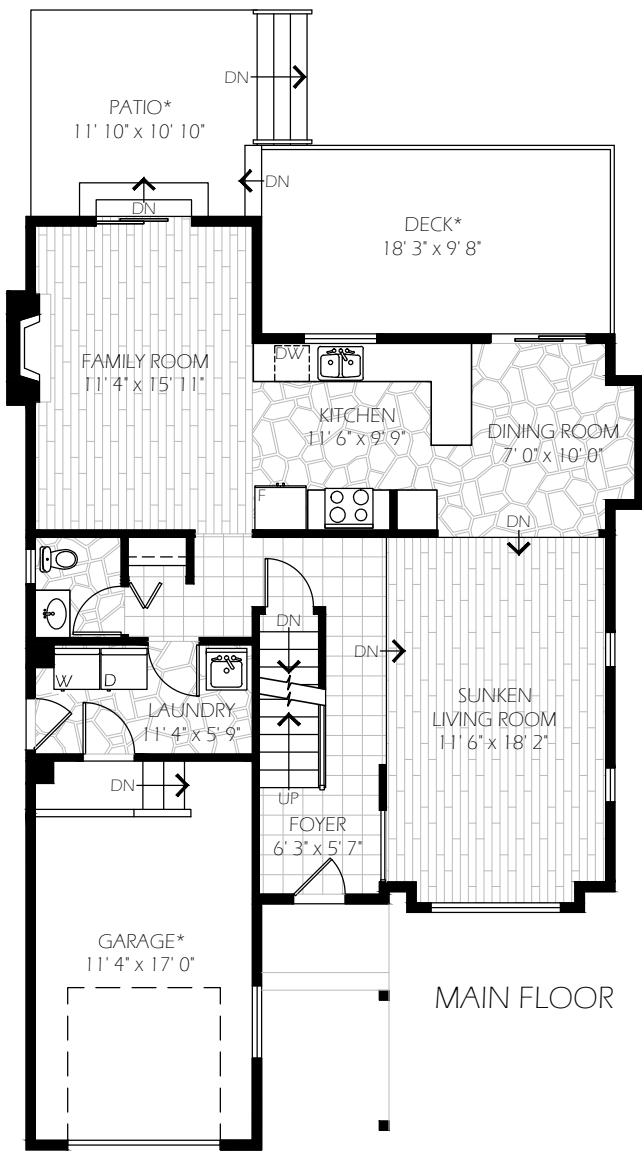 DN
PATIO*
11' 10" x 10' 10"
DN
DN
DECK*
18' 3" x 9' 8"
FAMILY ROOM
11' 4" x 15' 11"
DW
KITCHEN
11' 6" x 9' 9"
DINING ROOM
7' 0" x 10' 0"
F
DN
DN
DN
W
D
LAUNDRY
11' 4" x 5' 9"
SUNKEN
LIVING ROOM
11' 6" x 18' 2"
DN
UP
FOYER
6' 3" x 5' 7"
GARAGE*
11' 4" x 17' 0"
MAIN FLOOR